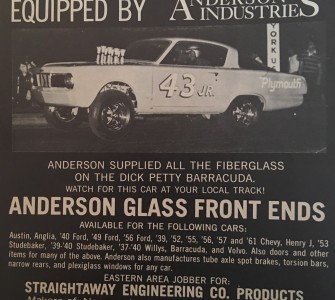 EQUIPPED BY ANDERSON INDUSTRIES
YORK U S
43 JR.
Plymouth
ANDERSON SUPPLIED ALL THE FIBERGLASS
ON THE DICK PETTY BARRACUDA.
WATCH FOR THIS CAR AT YOUR LOCAL TRACK!
ANDERSON GLASS FRONT ENDS
AVAILABLE FOR THE FOLLOWING CARS:
Austin, Anglia, '40 Ford, '49 Ford, '56 Ford, '39, '52, '55, '56, '57 and '61 Chevy, Henry J, '53
Studebaker, '39-'40 Studebaker, '37-'40 Willys, Barracuda, and Volvo. Also doors and other
items for many of the above. Anderson also manufactures tube axle spot brakes, torsion bars,
narrow rears, and plexiglass windows for any car.
EASTERN AREA JOBBER FOR:
STRAIGHTAWAY ENGINEERING CO. PRODUCTS
Makers of